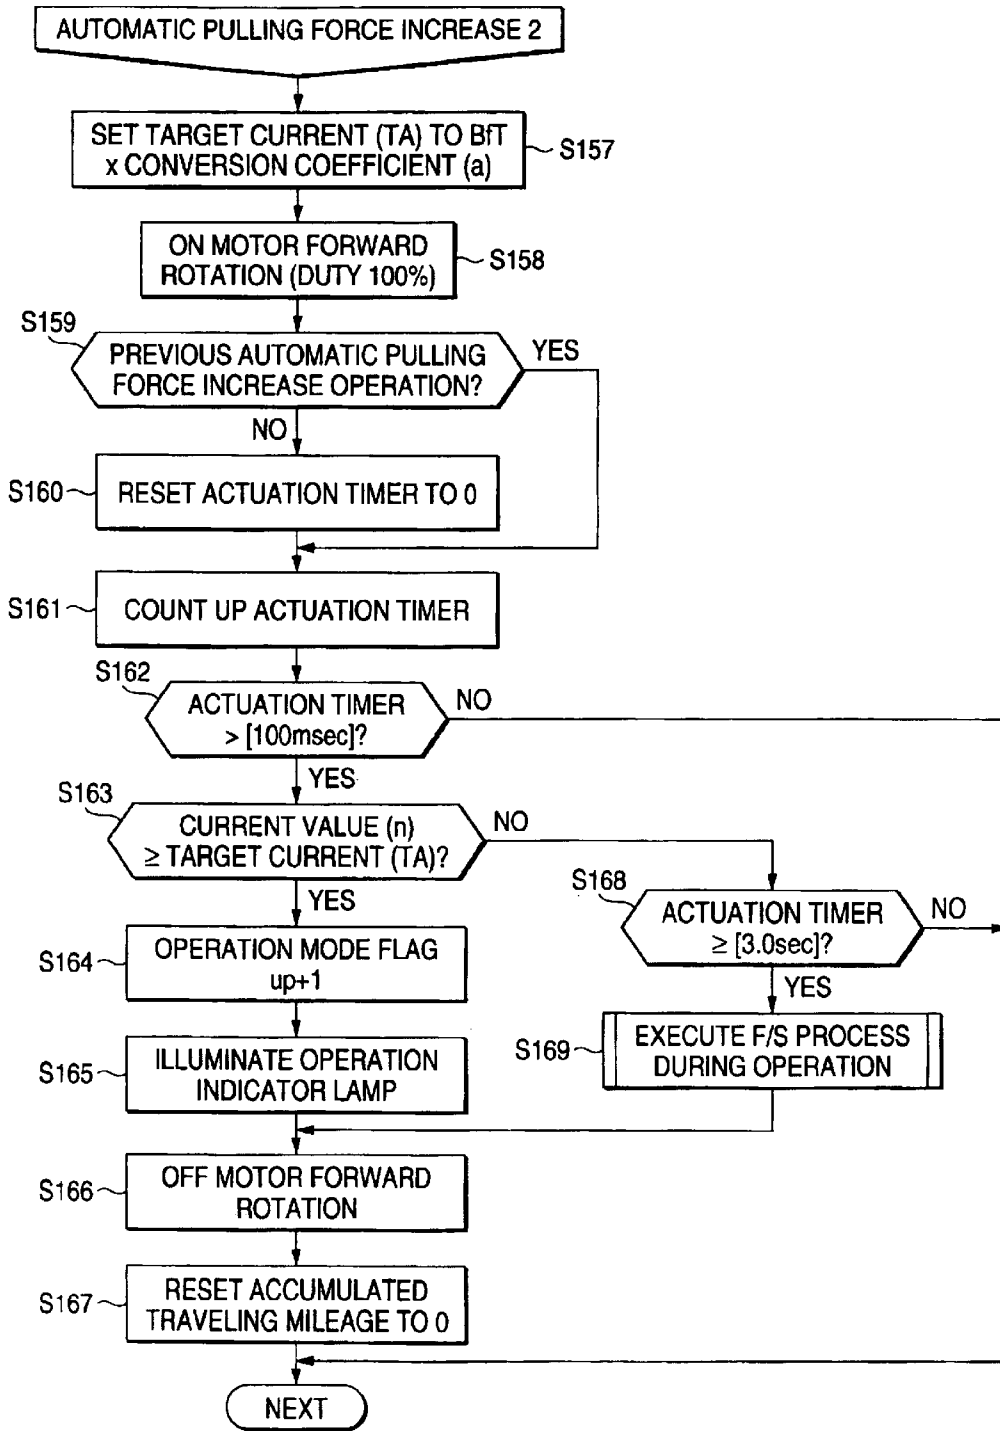 AUTOMATIC PULLING FORCE INCREASE 2
SET TARGET CURRENT (TA) TO BfT
x CONVERSION COEFFICIENT (a)
S157
ON MOTOR FORWARD
ROTATION (DUTY 100%)
S158
S159
PREVIOUS AUTOMATIC PULLING
FORCE INCREASE OPERATION?
YES
NO
S160
RESET ACTUATION TIMER TO 0
S161
COUNT UP ACTUATION TIMER
S162
ACTUATION TIMER
> [100msec]?
NO
YES
S163
CURRENT VALUE (n)
≥ TARGET CURRENT (TA)?
NO
YES
S168
ACTUATION TIMER
≥ [3.0sec]?
NO
YES
S164
OPERATION MODE FLAG
up+1
S169
EXECUTE F/S PROCESS
DURING OPERATION
S165
ILLUMINATE OPERATION
INDICATOR LAMP
S166
OFF MOTOR FORWARD
ROTATION
S167
RESET ACCUMULATED
TRAVELING MILEAGE TO 0
NEXT